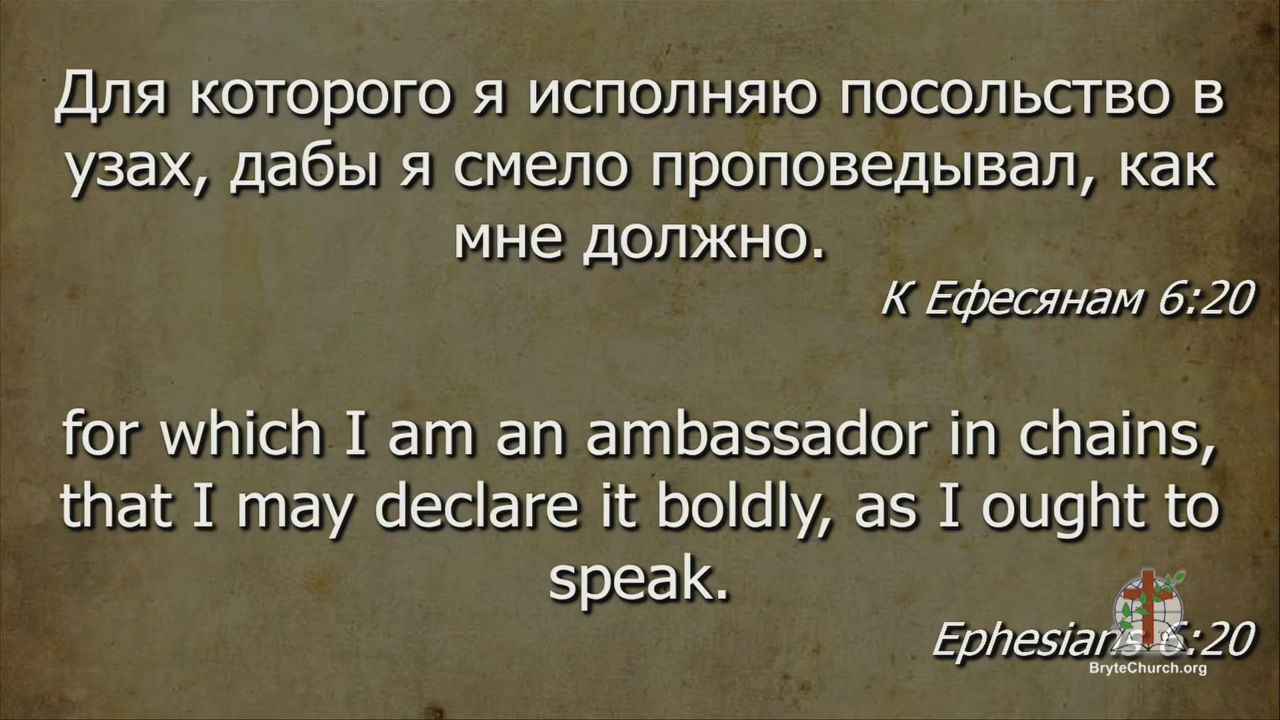 Для которого я исполняю посольство в
узах, дабы я смело проповедывал, как
мне должно.
К Ефесянам 6:20
for which I am an ambassador in chains,
that I may declare it boldly, as I ought to
speak.
Ephesians 6:20
BryteChurch.org